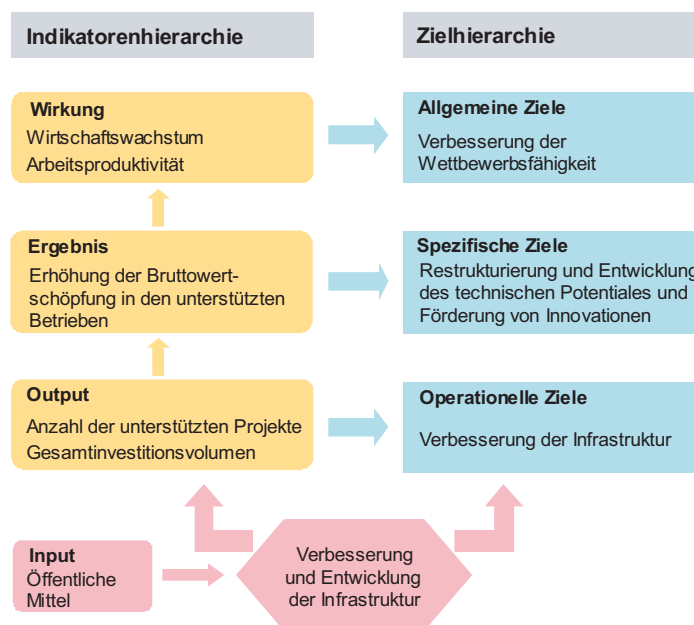 Indikatorenhierarchie
Zielhierarchie
Wirkung
Wirtschaftswachstum
Arbeitsproduktivität
Allgemeine Ziele
Verbesserung der
Wettbewerbsfähigkeit
Ergebnis
Erhöhung der Bruttowert-
schöpfung in den unterstützten
Betrieben
Spezifische Ziele
Restrukturierung und Entwicklung
des technischen Potentiales und
Förderung von Innovationen
Output
Anzahl der unterstützten Projekte
Gesamtinvestitionsvolumen
Operationelle Ziele
Verbesserung der Infrastruktur
Input
Öffentliche
Mittel
Verbesserung
und Entwicklung
der Infrastruktur